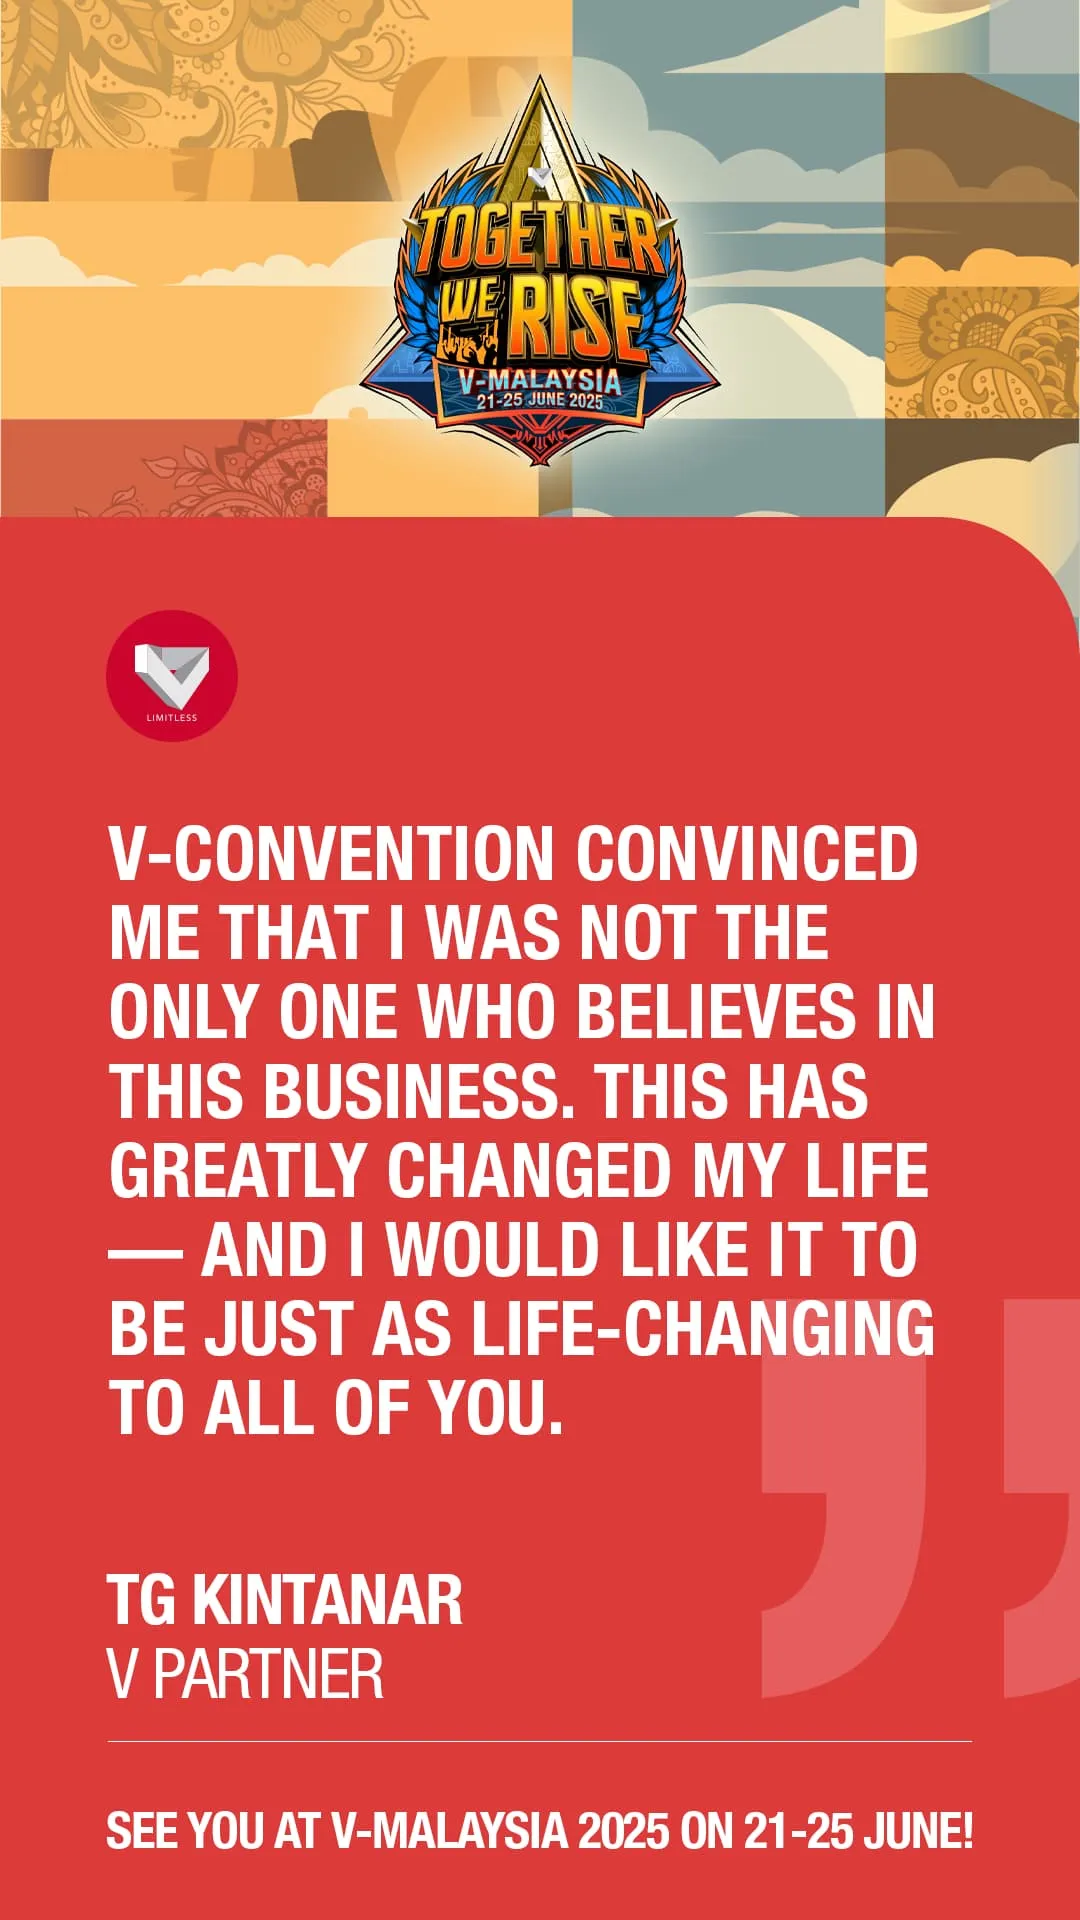 TOGETHER
WE RISE
V-MALAYSIA
21-25 JUNE 2025
LIMITLESS
V-CONVENTION CONVINCED
ME THAT I WAS NOT THE
ONLY ONE WHO BELIEVES IN
THIS BUSINESS. THIS HAS
GREATLY CHANGED MY LIFE
— AND I WOULD LIKE IT TO
BE JUST AS LIFE-CHANGING
TO ALL OF YOU.
TG KINTANAR
V PARTNER
SEE YOU AT V-MALAYSIA 2025 ON 21-25 JUNE!